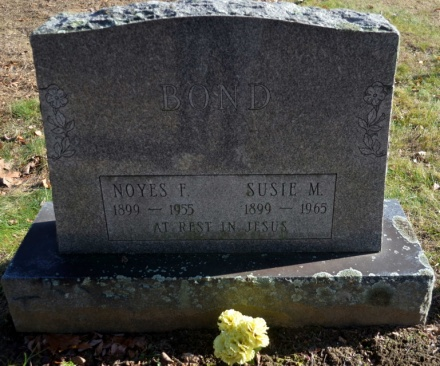 BOND
NOYES F. SUSIE M.
1899 — 1955 1899 — 1965
AT REST IN JESUS